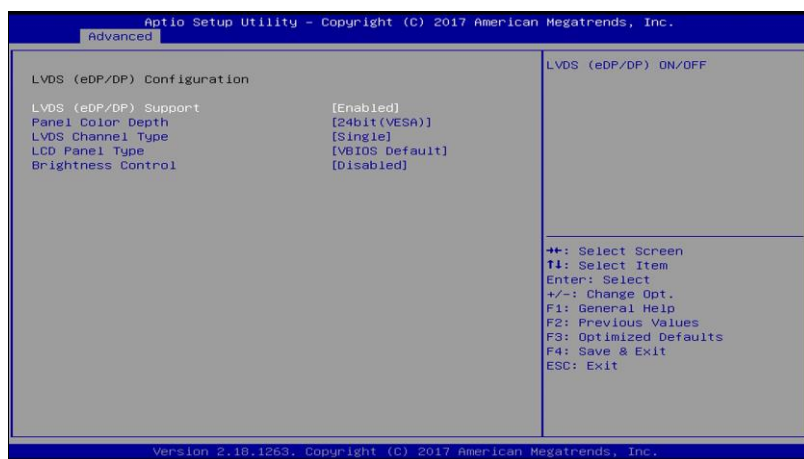 Aptio Setup Utility – Copyright (C) 2017 American Megatrends, Inc.
Advanced
LVDS (eDP/DP) Configuration
LVDS (eDP/DP) Support [Enabled]
Panel Color Depth [24bit(VESA)]
LVDS Channel Type [Single]
LCD Panel Type [VBIOS Default]
Brightness Control [Disabled]
LVDS (eDP/DP) ON/OFF
→←: Select Screen
↑↓: Select Item
Enter: Select
+/-: Change Opt.
F1: General Help
F2: Previous Values
F3: Optimized Defaults
F4: Save & Exit
ESC: Exit
Version 2.18.1263. Copyright (C) 2017 American Megatrends, Inc.